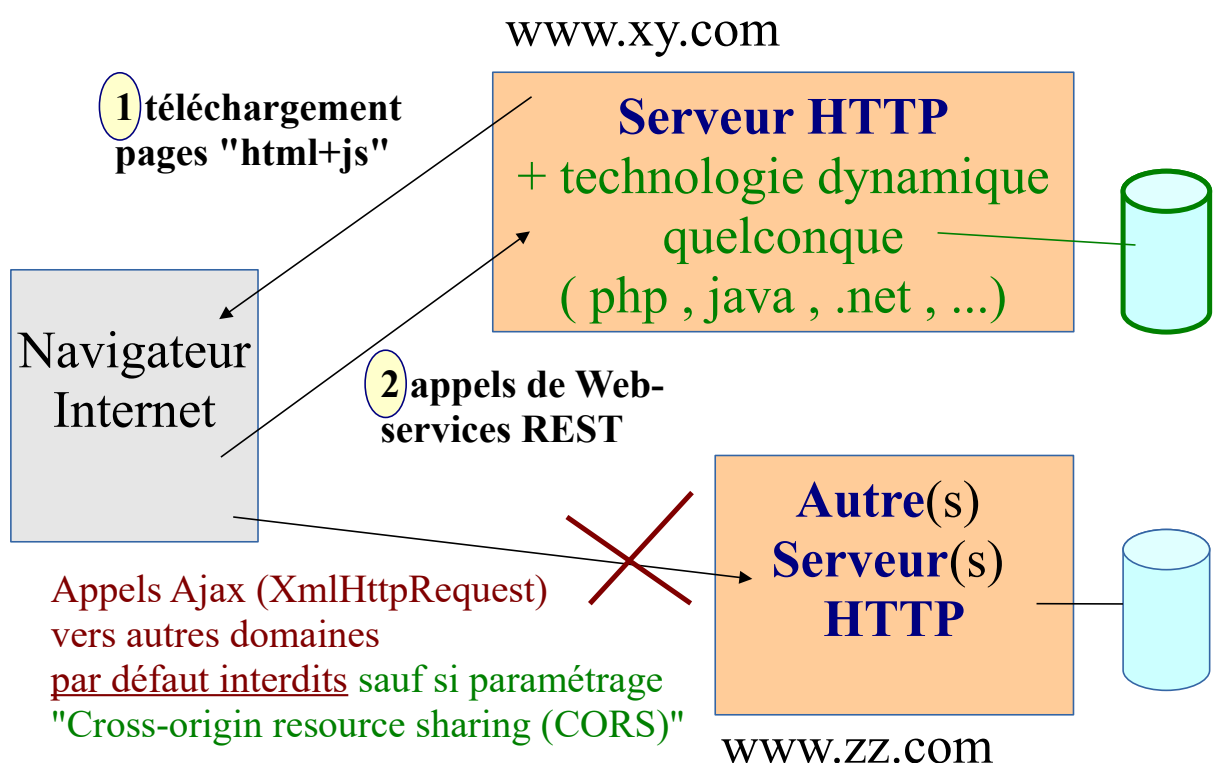 www.xy.com
1 téléchargement
pages "html+js"
Serveur HTTP
+ technologie dynamique
quelconque
( php , java , .net , ...)
Navigateur
Internet
2 appels de Web-
services REST
Autre(s)
Serveur(s)
HTTP
Appels Ajax (XmlHttpRequest)
vers autres domaines
par défaut interdits sauf si paramétrage
"Cross-origin resource sharing (CORS)"
www.zz.com